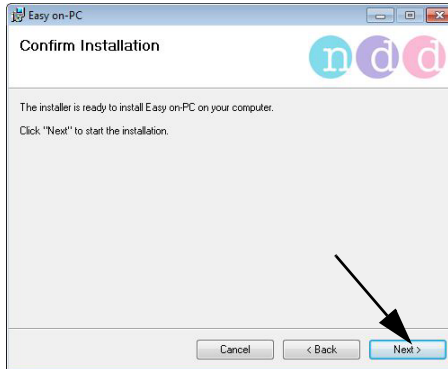 Easy on-PC
Confirm Installation
ndd
The installer is ready to install Easy on-PC on your computer.
Click "Next" to start the installation.
Cancel
< Back
Next >